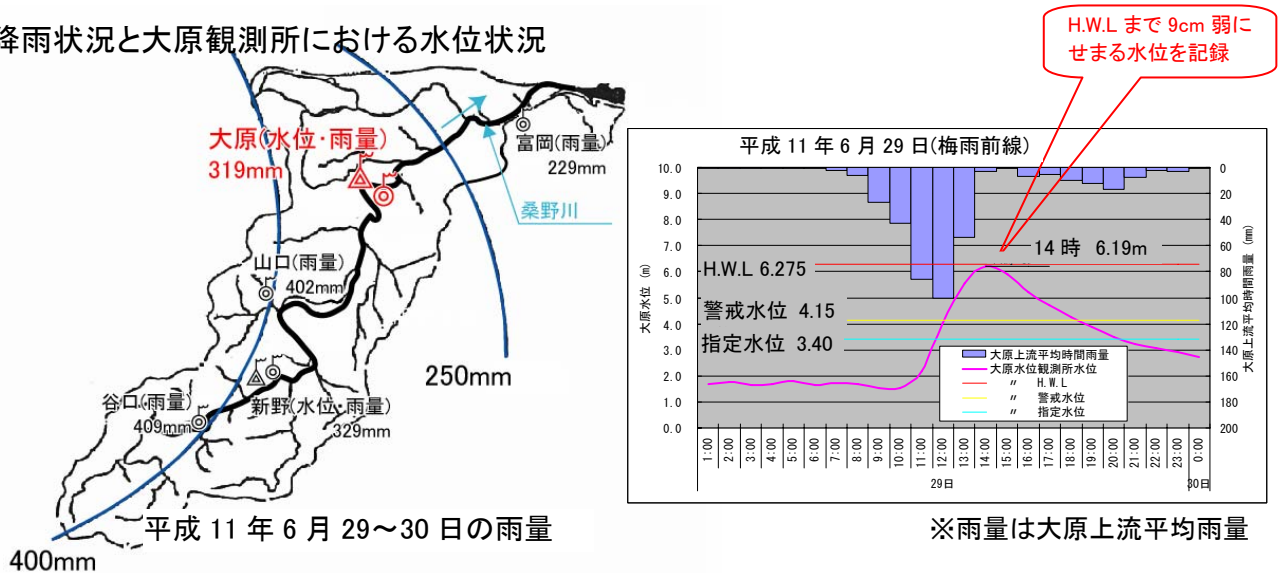 降雨状況と大原観測所における水位状況
H.W.L まで 9cm 弱に
せまる水位を記録
大原(水位・雨量)
319mm
富岡(雨量)
229mm
桑野川
山口(雨量)
402mm
250mm
谷口(雨量)
409mm
新野(水位・雨量)
329mm
平成 11 年 6 月 29～30 日の雨量
400mm
平成 11 年 6 月 29 日(梅雨前線)
10.0
9.0
8.0
7.0
6.0
5.0
4.0
3.0
2.0
1.0
0.0
大原水位 (m)
0
20
40
60
80
100
120
140
160
180
200
大原上流平均時間雨量 (mm)
14 時 6.19m
H.W.L 6.275
警戒水位 4.15
指定水位 3.40
大原上流平均時間雨量
大原水位観測所水位
〃 H.W.L
〃 警戒水位
〃 指定水位
1:00
2:00
3:00
4:00
5:00
6:00
7:00
8:00
9:00
10:00
11:00
12:00
13:00
14:00
15:00
16:00
17:00
18:00
19:00
20:00
21:00
22:00
23:00
0:00
29日
30日
※雨量は大原上流平均雨量